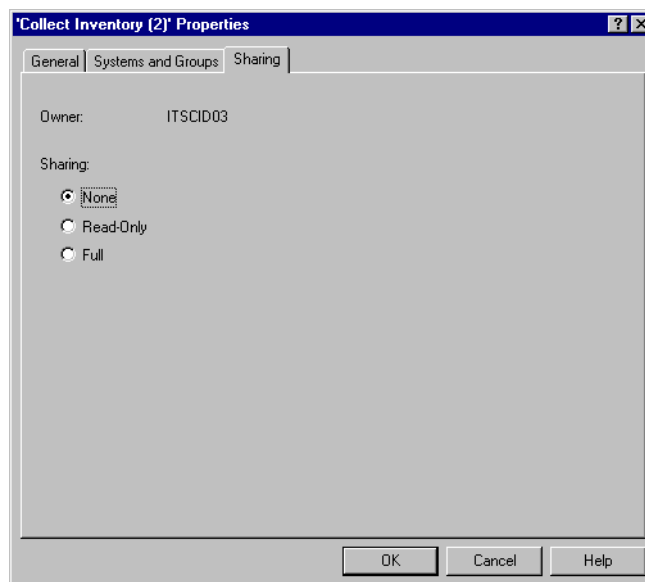 'Collect Inventory (2)' Properties
General Systems and Groups Sharing
Owner: ITSCID03
Sharing:
None
Read-Only
Full
OK Cancel Help